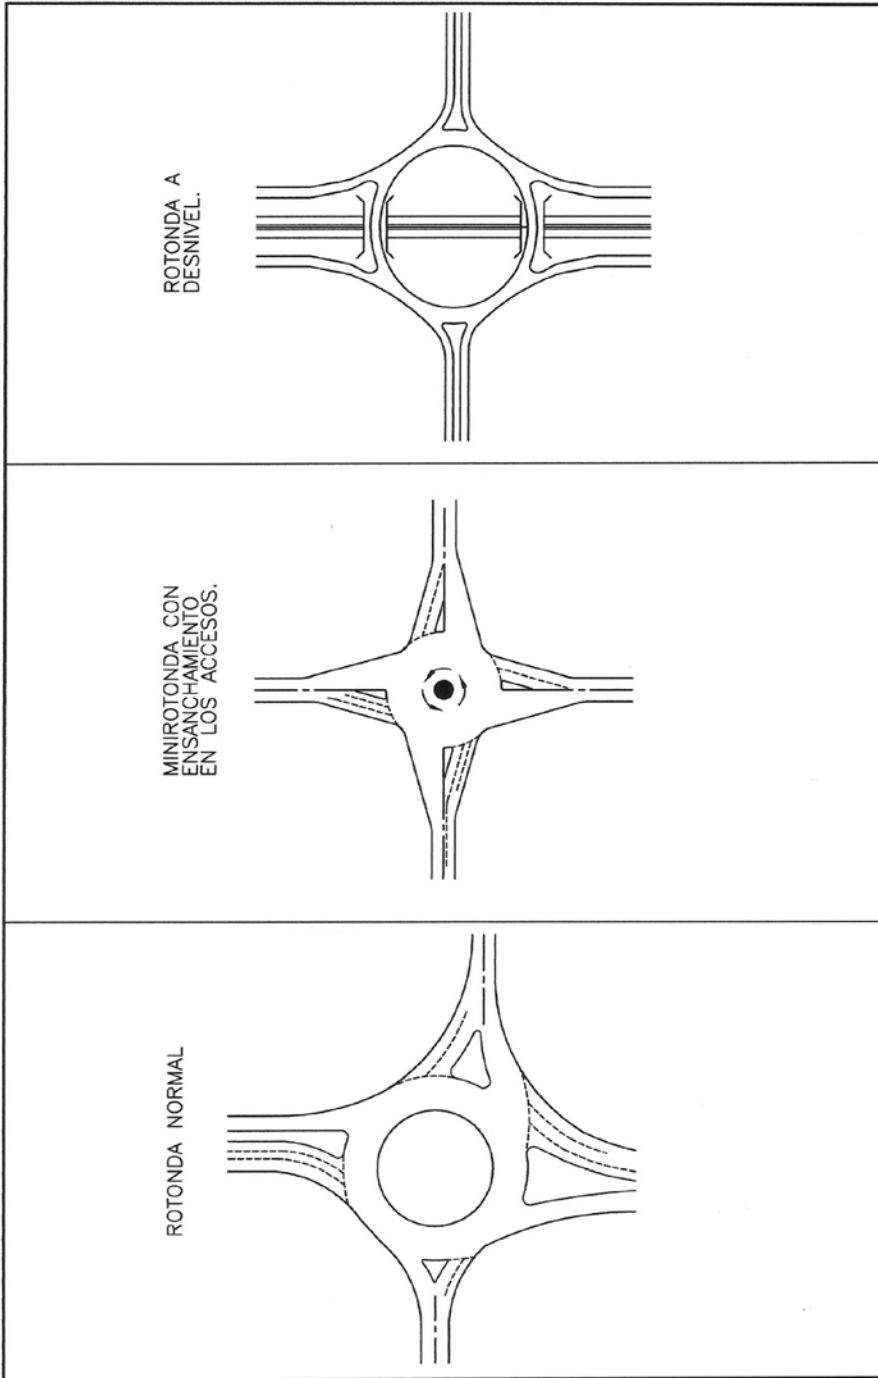 ROTONDA NORMAL
MINIROTONDA CON
ENSANCHAMIENTO
EN LOS ACCESOS.
ROTONDA A
DESNIVEL.